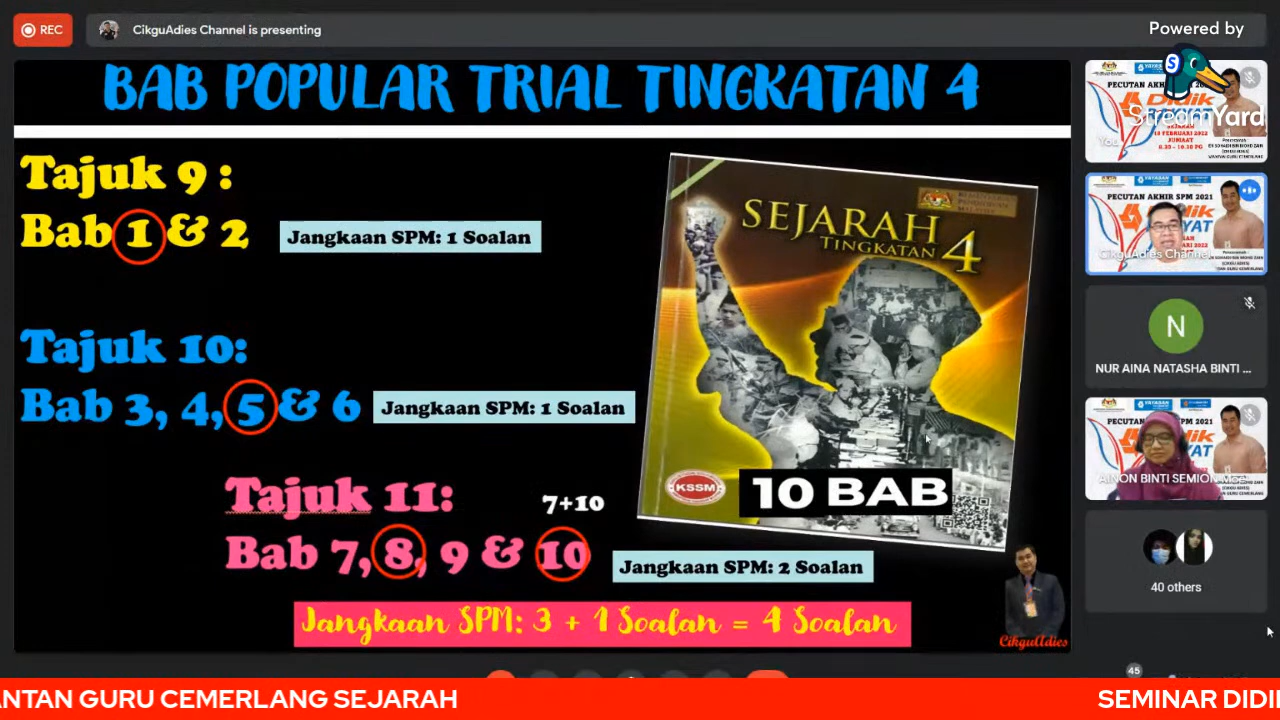 REC
CikguAdies Channel is presenting
Powered by
StreamYard
BAB POPULAR TRIAL TINGKATAN 4
Tajuk 9 :
Bab 1 & 2
Jangkaan SPM: 1 Soalan
Tajuk 10:
Bab 3, 4, 5 & 6
Jangkaan SPM: 1 Soalan
Tajuk 11:
7+10
Bab 7, 8, 9 & 10
Jangkaan SPM: 2 Soalan
Jangkaan SPM: 3 + 1 Soalan = 4 Soalan
SEJARAH
TINGKATAN 4
KSSM
10 BAB
CikguAdies
You
PECUTAN AKHIR SPM 2021
CikguAdies Channel
N
NUR AINA NATASHA BINTI ...
AINON BINTI SEMION
40 others
45
ANTAN GURU CEMERLANG SEJARAH
SEMINAR DIDI